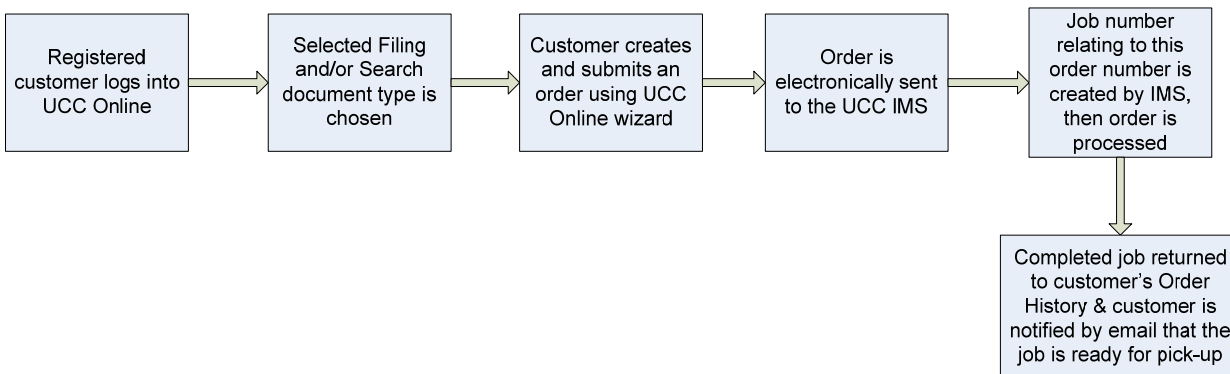 Registered
customer logs into
UCC Online
Selected Filing
and/or Search
document type is
chosen
Customer creates
and submits an
order using UCC
Online wizard
Order is
electronically sent
to the UCC IMS
Job number
relating to this
order number is
created by IMS,
then order is
processed
Completed job returned
to customer’s Order
History & customer is
notified by email that the
job is ready for pick-up